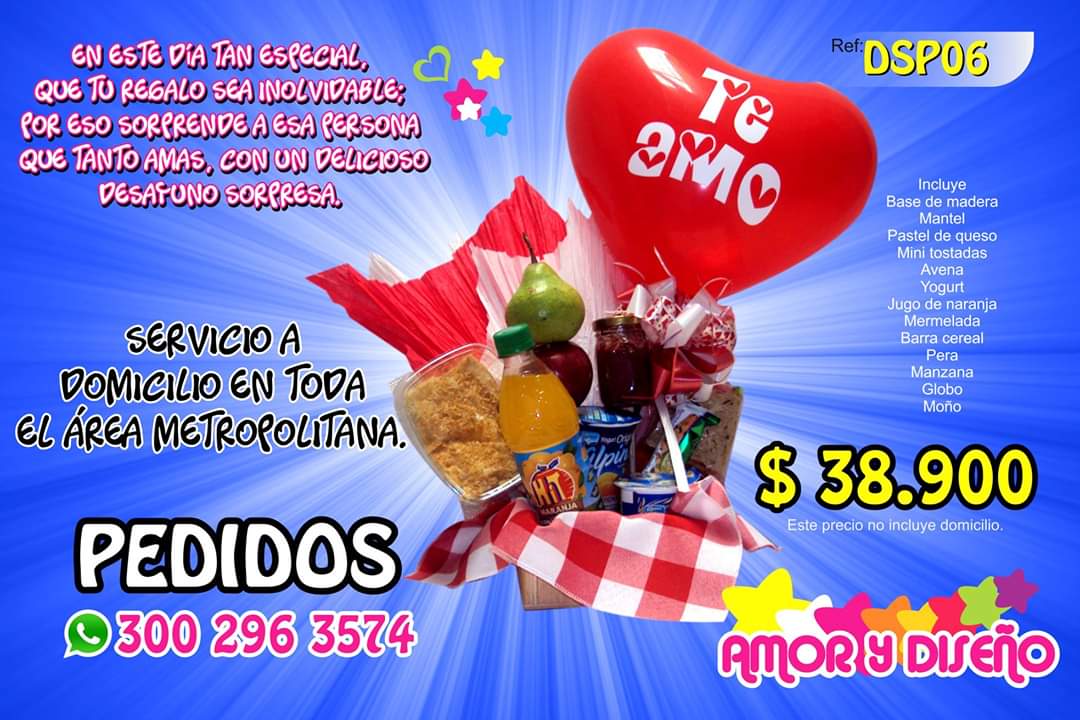 EN ESTE DÍA TAN ESPECIAL,
QUE TU REGALO SEA INOLVIDABLE;
POR ESO SORPRENDE A ESA PERSONA
QUE TANTO AMAS, CON UN DELICIOSO
DESAYUNO SORPRESA.
SERVICIO A
DOMICILIO EN TODA
EL ÁREA METROPOLITANA.
PEDIDOS
300 296 3574
TE
AMO
HIT
NARANJA
Ref: DSP06
Incluye
Base de madera
Mantel
Pastel de queso
Mini tostadas
Avena
Yogurt
Jugo de naranja
Mermelada
Barra cereal
Pera
Manzana
Globo
Moño
$ 38.900
Este precio no incluye domicilio.
AMOR Y DISEÑO